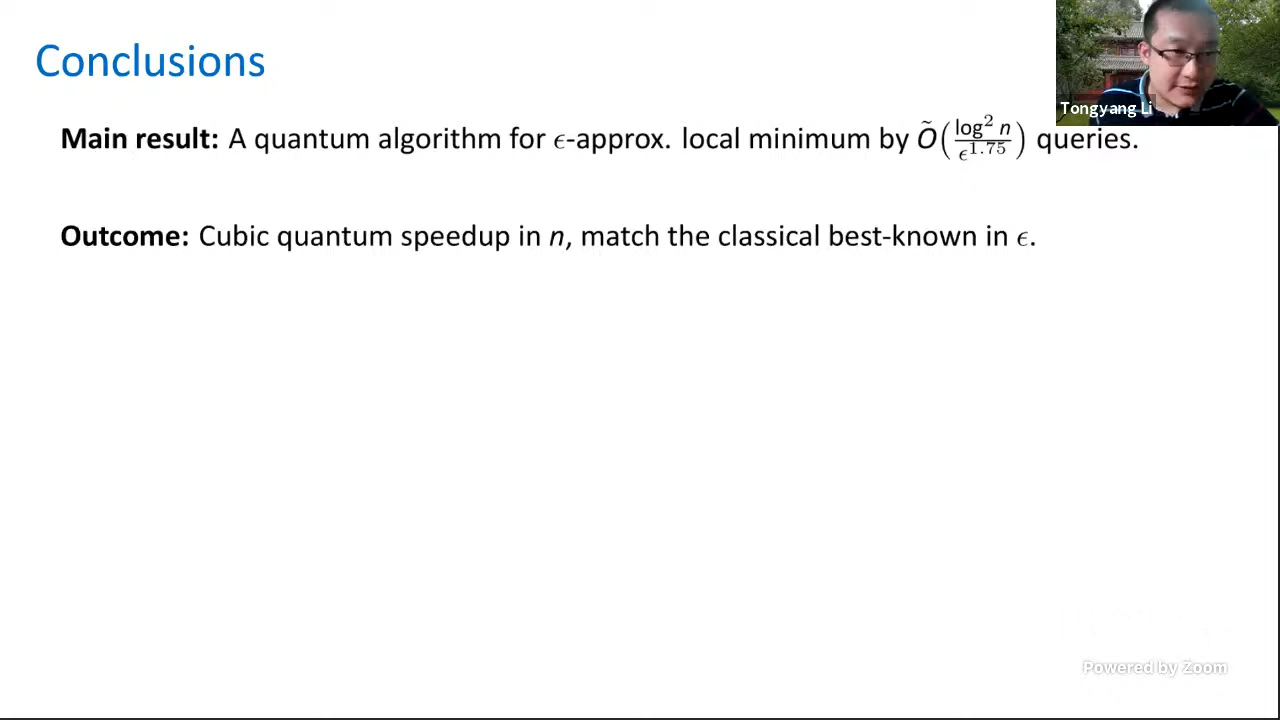 Conclusions
Tongyang Li
Main result: A quantum algorithm for ϵ-approx. local minimum by Õ(log² n / ϵ^1.75) queries.
Outcome: Cubic quantum speedup in n, match the classical best-known in ϵ.
Powered by Zoom